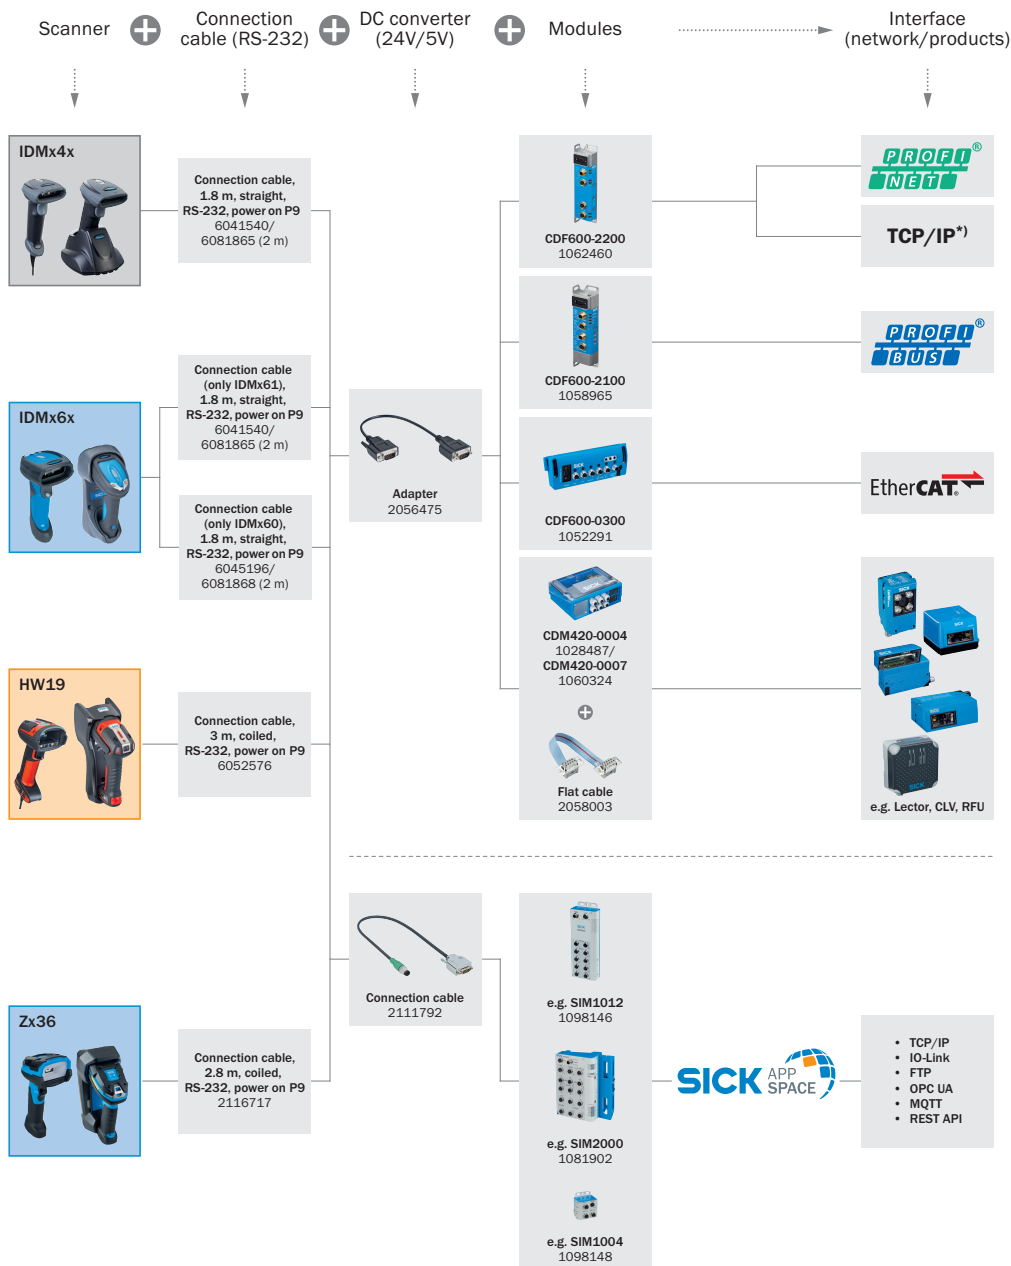 Scanner
Connection
cable (RS-232)
DC converter
(24V/5V)
Modules
Interface
(network/products)
IDMx4x
Connection cable,
1.8 m, straight,
RS-232, power on P9
6041540/
6081865 (2 m)
CDF600-2200
1062460
PROFI®
NET
TCP/IP*)
CDF600-2100
1058965
PROFI®
BUS
IDMx6x
Connection cable
(only IDMx61),
1.8 m, straight,
RS-232, power on P9
6041540/
6081865 (2 m)
Connection cable
(only IDMx60),
1.8 m, straight,
RS-232, power on P9
6045196/
6081868 (2 m)
Adapter
2056475
SICK
CDF600-0300
1052291
EtherCAT®
SICK
CDM420-0004
1028487/
CDM420-0007
1060324
Flat cable
2058003
SICK
SICK
SICK
e.g. Lector, CLV, RFU
HW19
Connection cable,
3 m, coiled,
RS-232, power on P9
6052576
Zx36
Connection cable,
2.8 m, coiled,
RS-232, power on P9
2116717
Connection cable
2111792
e.g. SIM1012
1098146
e.g. SIM2000
1081902
e.g. SIM1004
1098148
SICK APP
SPACE
• TCP/IP
• IO-Link
• FTP
• OPC UA
• MQTT
• REST API